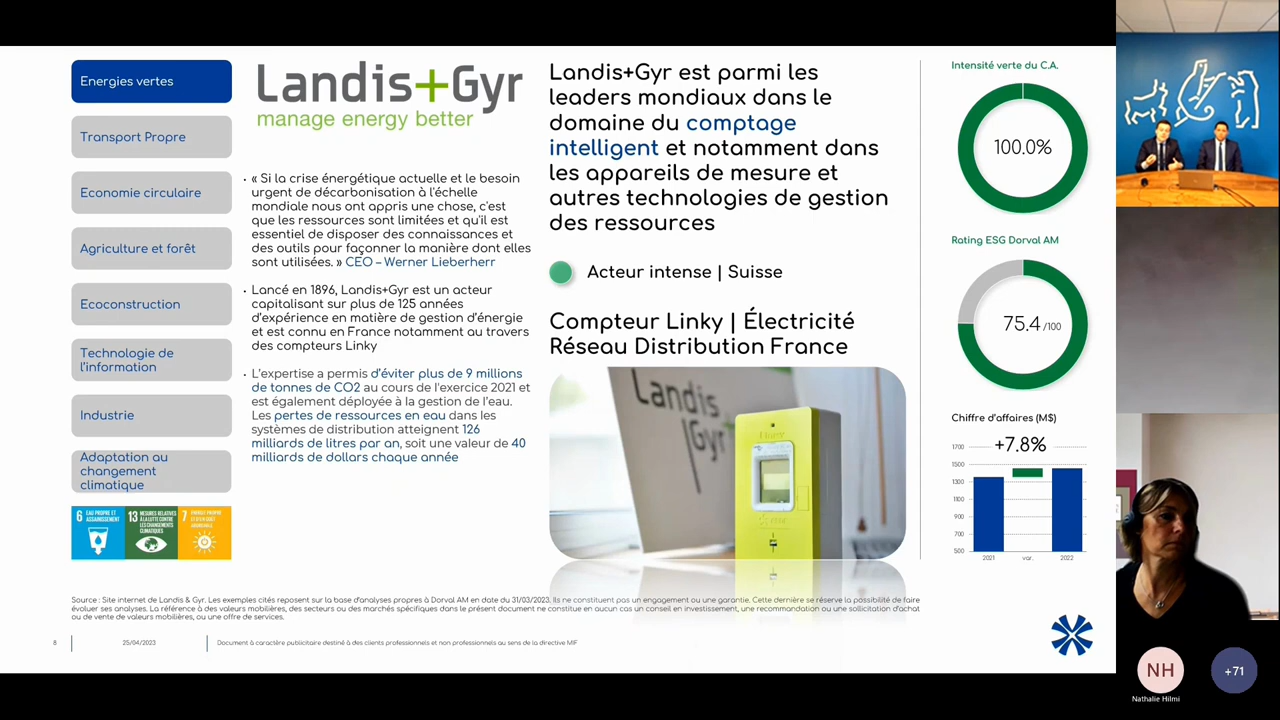 Energies vertes
Transport Propre
Economie circulaire
Agriculture et forêt
Ecoconstruction
Technologie de
l'information
Industrie
Adaptation au
changement
climatique
6 EAU PROPRE ET
ASSAINISSEMENT
13 MESURES RELATIVES
À LA LUTTE CONTRE
LES CHANGEMENTS
CLIMATIQUES
7
Landis+Gyr
manage energy better
• « Si la crise énergétique actuelle et le besoin
urgent de décarbonisation à l'échelle
mondiale nous ont appris une chose, c'est
que les ressources sont limitées et qu'il est
essentiel de disposer des connaissances et
des outils pour façonner la manière dont elles
sont utilisées. » CEO – Werner Lieberherr
• Lancé en 1896, Landis+Gyr est un acteur
capitalisant sur plus de 125 années
d'expérience en matière de gestion d'énergie
et est connu en France notamment au travers
des compteurs Linky
• L'expertise a permis d'éviter plus de 9 millions
de tonnes de CO2 au cours de l'exercice 2021 et
est également déployée à la gestion de l'eau.
Les pertes de ressources en eau dans les
systèmes de distribution atteignent 126
milliards de litres par an, soit une valeur de 40
milliards de dollars chaque année
Landis+Gyr est parmi les
leaders mondiaux dans le
domaine du comptage
intelligent et notamment dans
les appareils de mesure et
autres technologies de gestion
des ressources
Acteur intense | Suisse
Compteur Linky | Électricité
Réseau Distribution France
Landis
Gyr
Linky
Intensité verte du C.A.
100.0%
Rating ESG Dorval AM
75.4 /100
Chiffre d'affaires (M$)
+7.8%
1700
1500
1300
1100
900
700
500
2021 var. 2022
Source : Site internet de Landis & Gyr. Les exemples cités reposent sur la base d'analyses propres à Dorval AM en date du 31/03/2023. Ils ne constituent pas un engagement ou une garantie. Cette dernière se réserve la possibilité de faire
évoluer ses analyses. La référence à des valeurs mobilières, des secteurs ou des marchés spécifiques dans le présent document ne constitue en aucun cas un conseil en investissement, une recommandation ou une sollicitation d'achat
ou de vente de valeurs mobilières, ou une offre de services.
8 25/04/2023 Document à caractère publicitaire destiné à des clients professionnels et non professionnels au sens de la directive MIF
NH
Nathalie Hilmi
+71